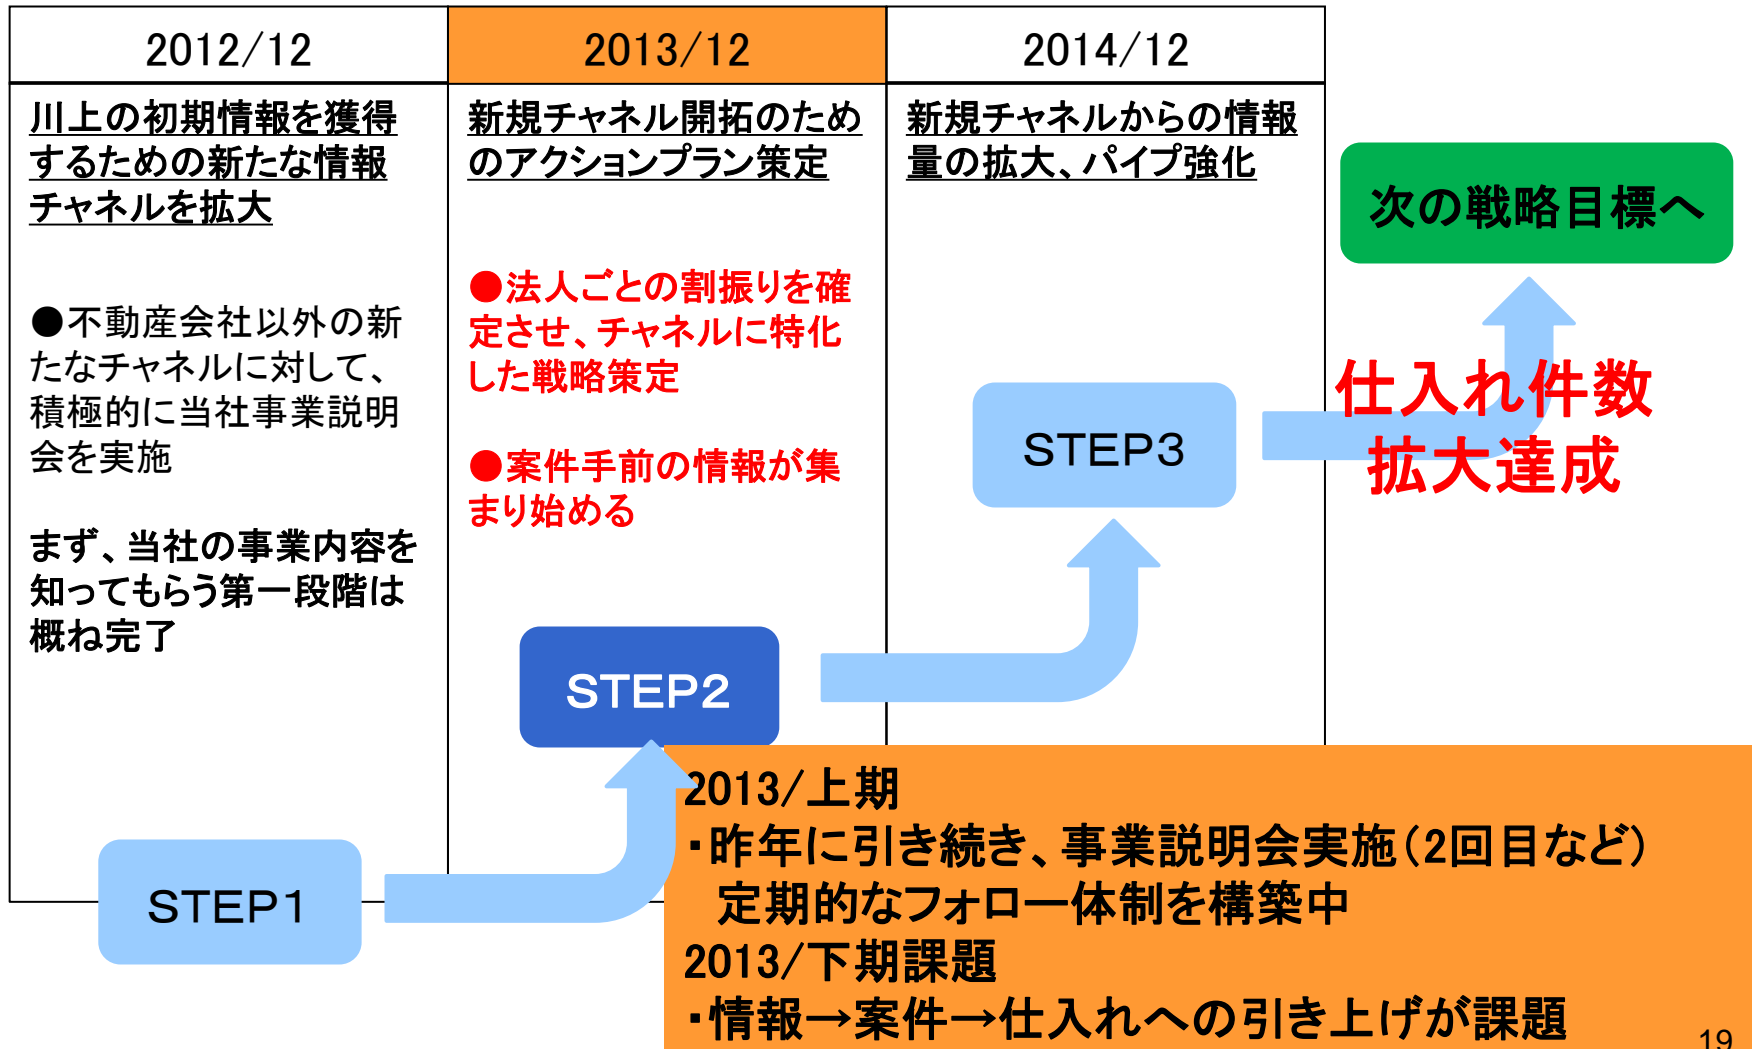 2012/12
2013/12
2014/12
川上の初期情報を獲得
するための新たな情報
チャネルを拡大
●不動産会社以外の新
たなチャネルに対して、
積極的に当社事業説明
会を実施
まず、当社の事業内容を
知ってもらう第一段階は
概ね完了
新規チャネル開拓のため
のアクションプラン策定
●法人ごとの割振りを確
定させ、チャネルに特化
した戦略策定
●案件手前の情報が集
まり始める
新規チャネルからの情報
量の拡大、パイプ強化
次の戦略目標へ
仕入れ件数
拡大達成
STEP3
STEP2
STEP1
2013/上期
・昨年に引き続き、事業説明会実施(2回目など)
定期的なフォロー体制を構築中
2013/下期課題
・情報→案件→仕入れへの引き上げが課題
19